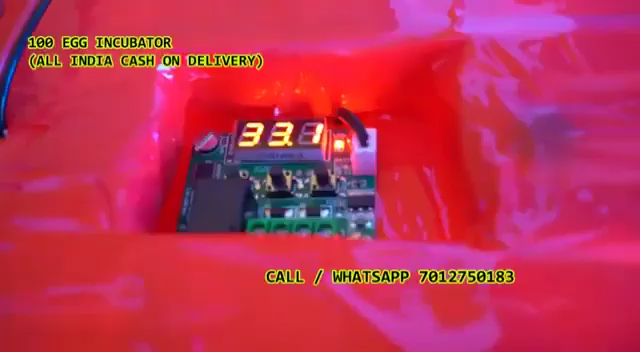 100 EGG INCUBATOR
(ALL INDIA CASH ON DELIVERY)
33.1
CALL / WHATSAPP 7012750183